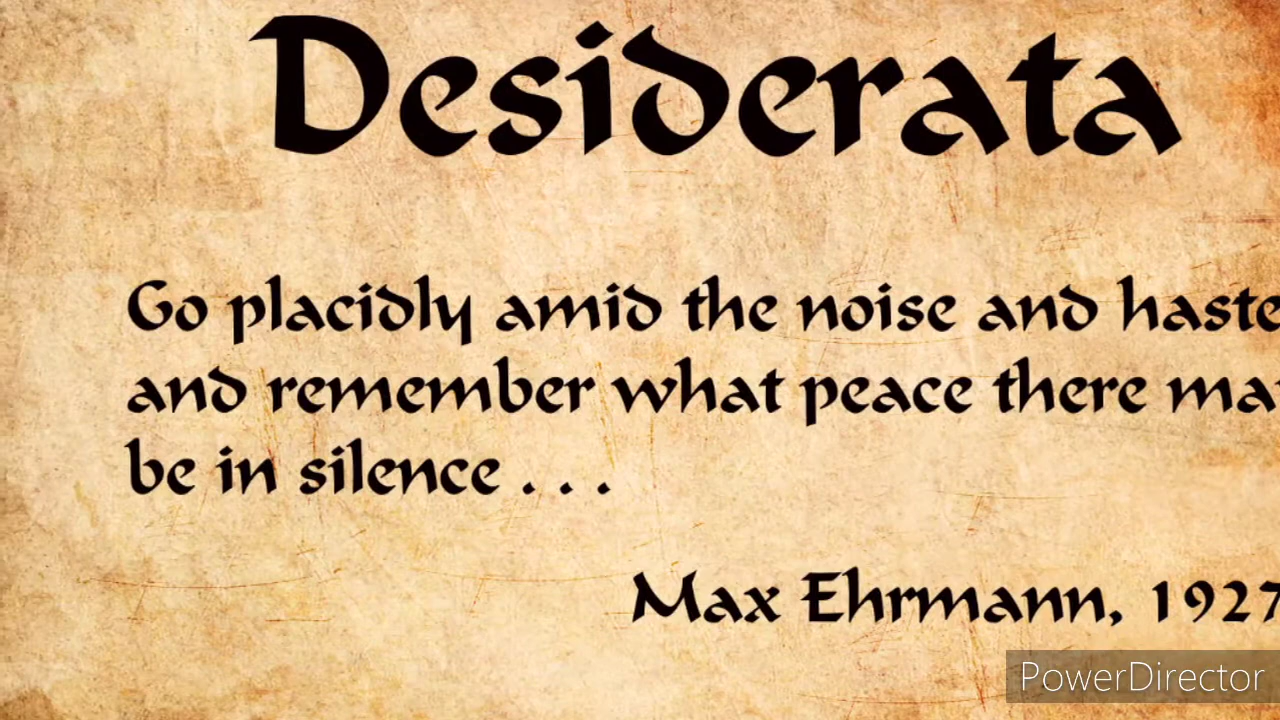 Desiderata
Go placidly amid the noise and haste
and remember what peace there may
be in silence . . .
Max Ehrmann, 1927
PowerDirector